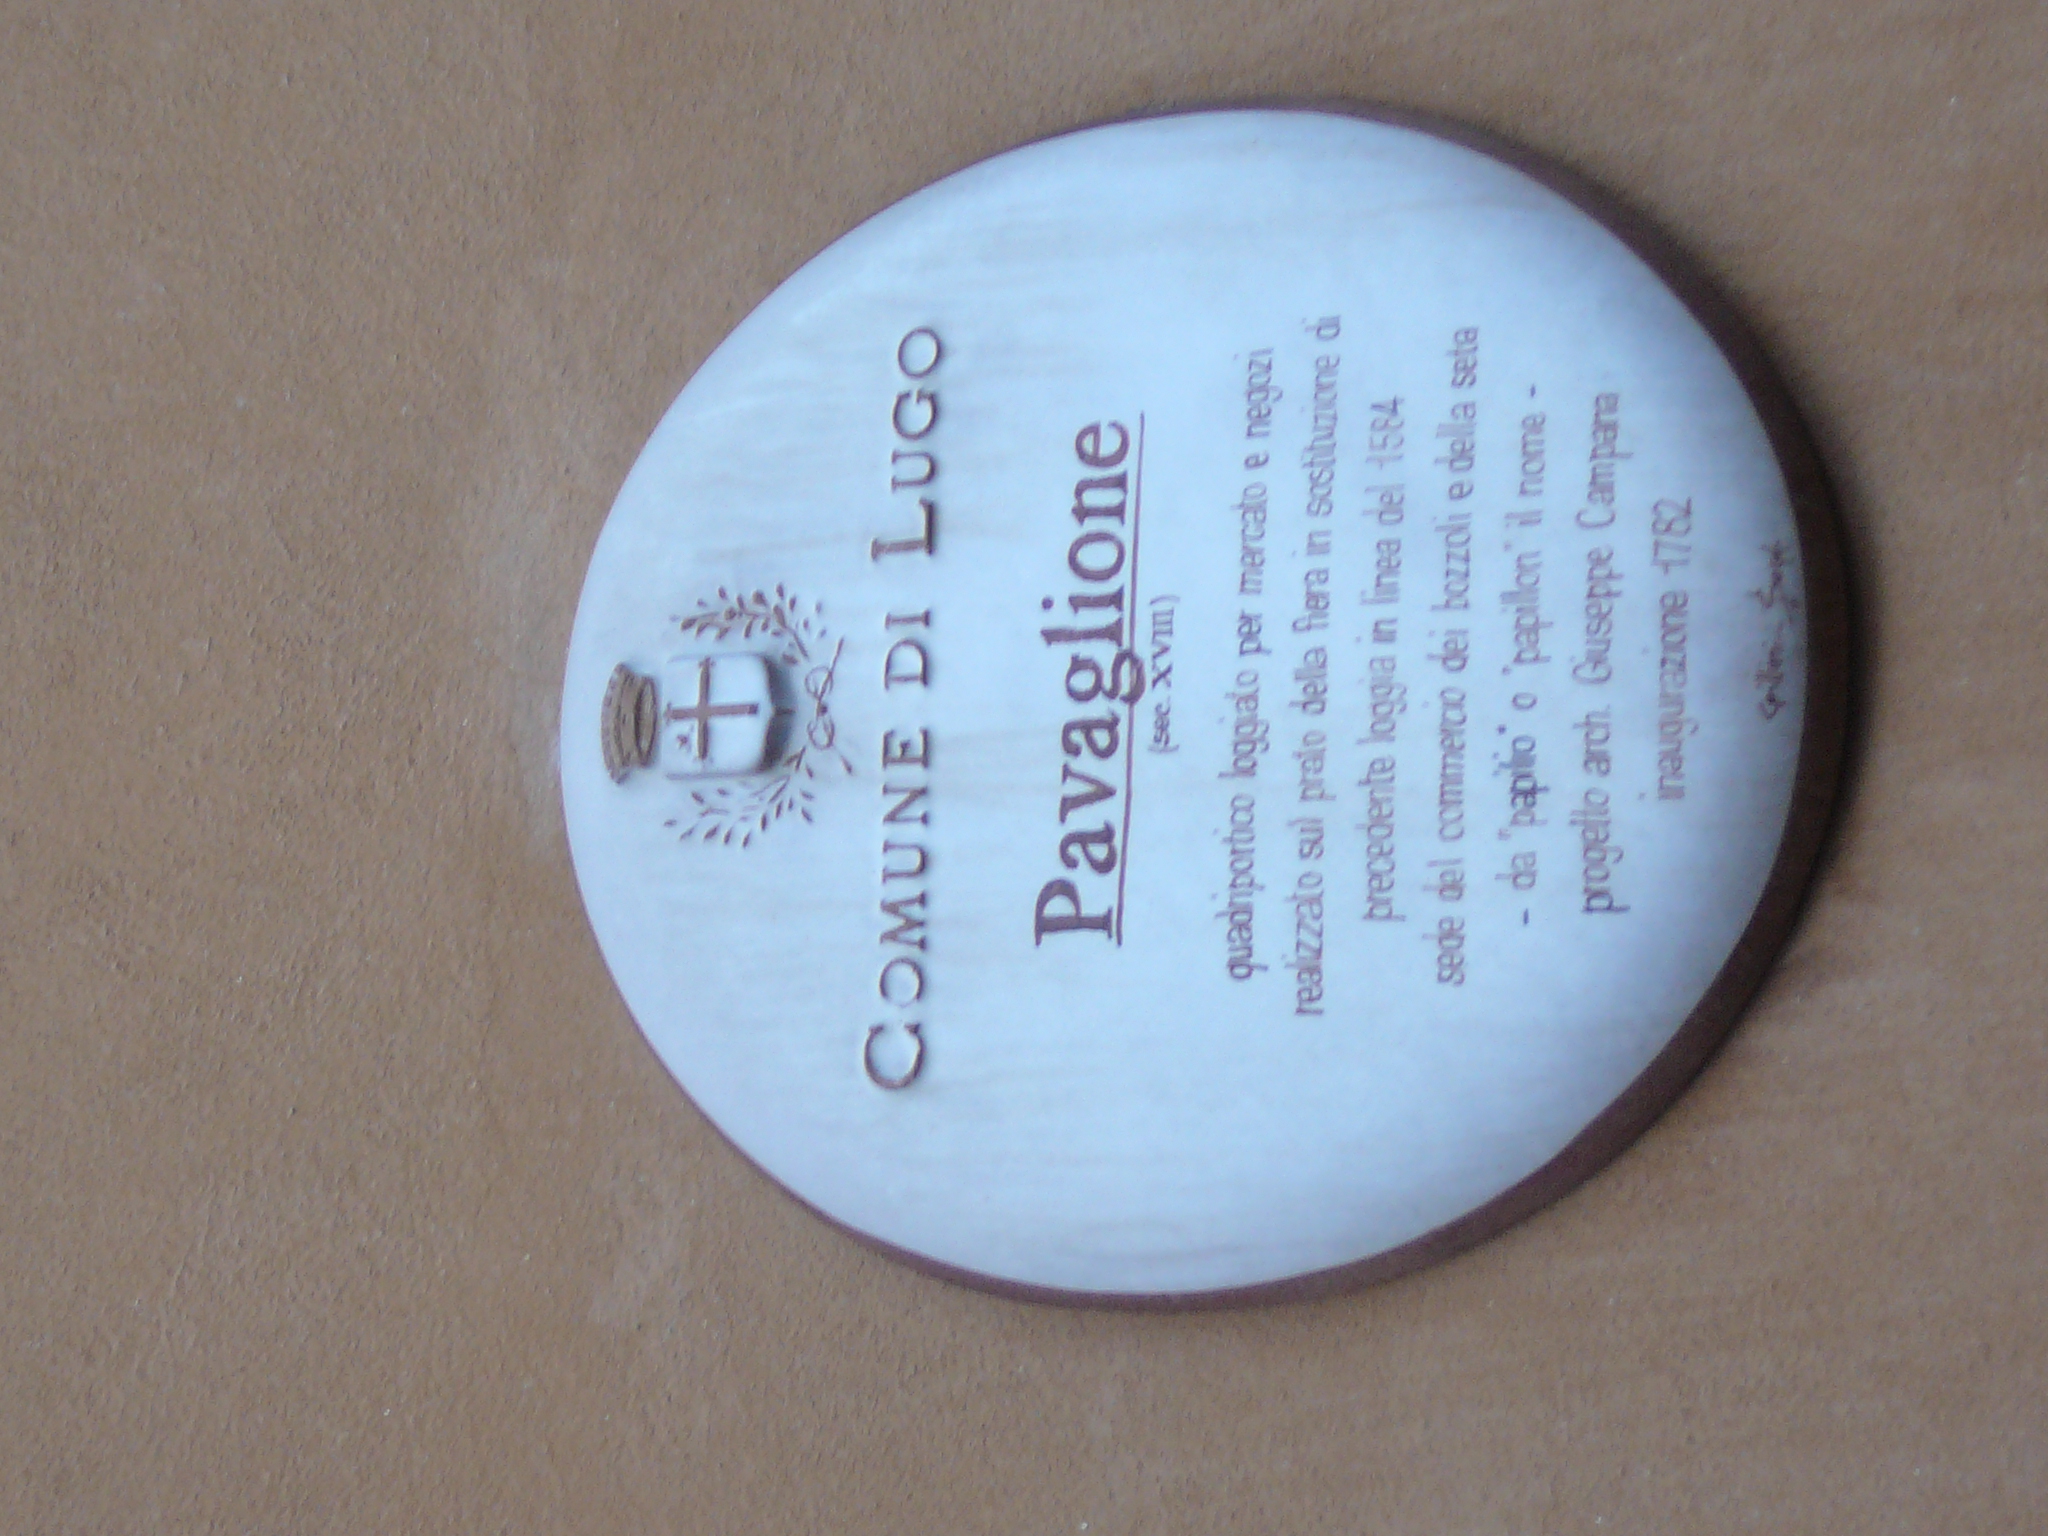 COMUNE DI LUGO
Pavaglione
(sec. XVIII)
quadriportico loggiato per mercato e negozi
realizzato sul prato della fiera in sostituzione di
precedente loggia in linea del 1584
sede del commercio dei bozzoli e della seta
- da "papilio" o "papillon" il nome -
progetto arch. Giuseppe Campana
inaugurazione 1782